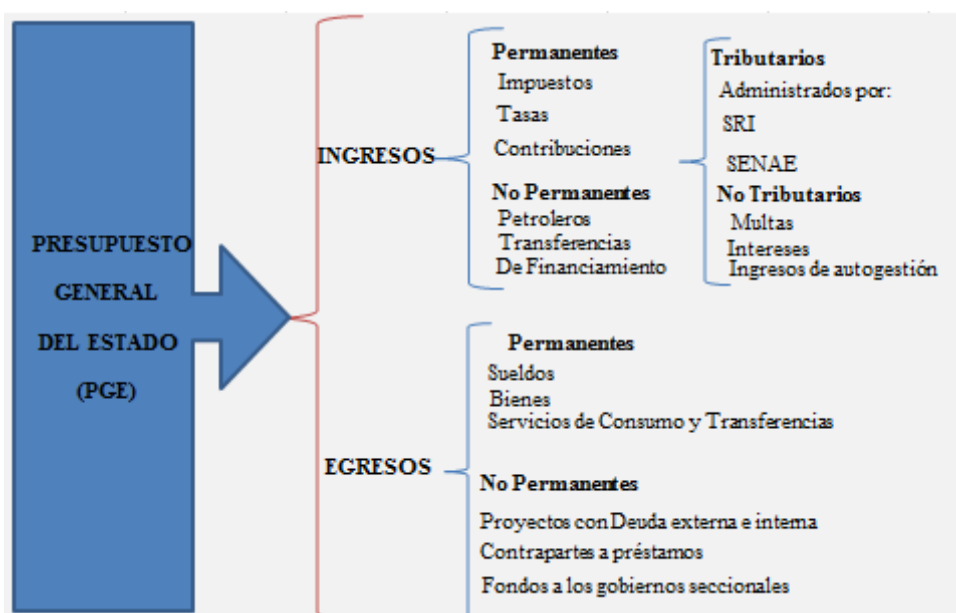 PRESUPUESTO
GENERAL
DEL ESTADO
(PGE)
INGRESOS
Permanentes
Impuestos
Tasas
Contribuciones
No Permanentes
Petroleros
Transferencias
De Financiamiento
Tributarios
Administrados por:
SRI
SENAE
No Tributarios
Multas
Intereses
Ingresos de autogestión
EGRESOS
Permanentes
Sueldos
Bienes
Servicios de Consumo y Transferencias
No Permanentes
Proyectos con Deuda externa e interna
Contrapartes a préstamos
Fondos a los gobiernos seccionales